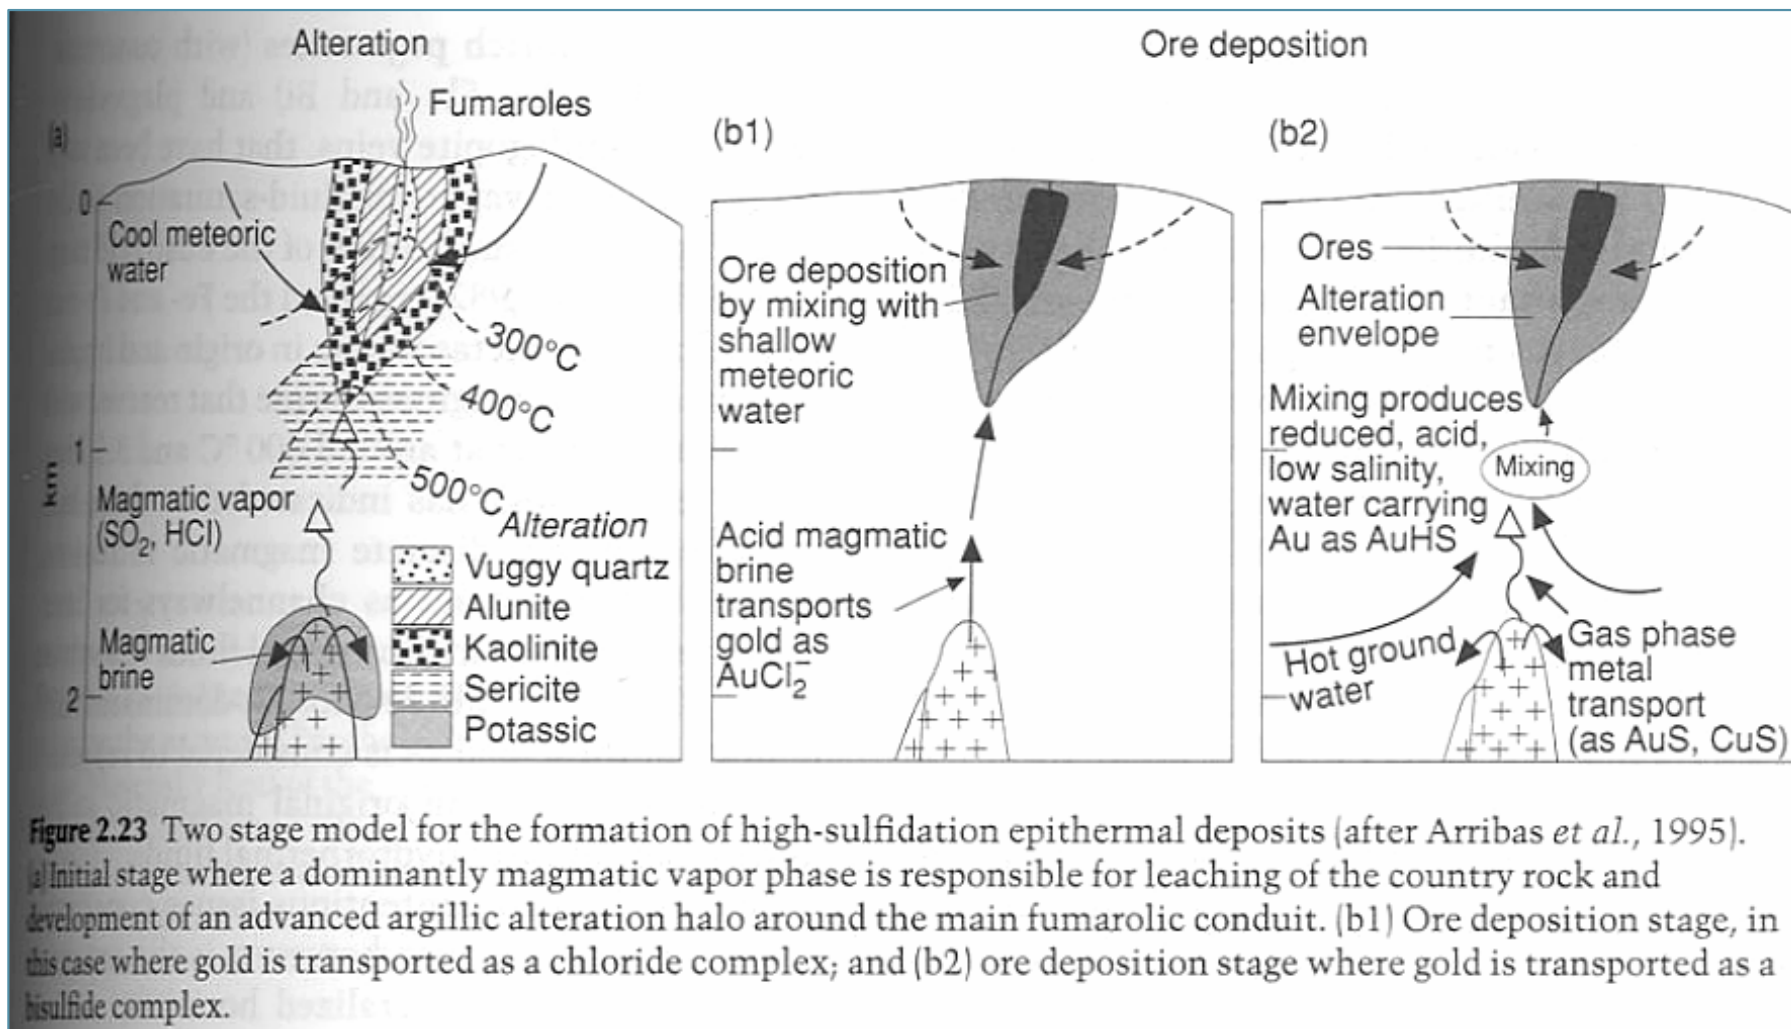 Alteration
Ore deposition
Fumaroles
(a)
0
Cool meteoric
water
300°C
400°C
1
500°C
km
Magmatic vapor
(SO₂, HCl)
Alteration
Vuggy quartz
Alunite
Kaolinite
Sericite
Potassic
Magmatic
brine
2
(b1)
Ore deposition
by mixing with
shallow
meteoric
water
Acid magmatic
brine
transports
gold as
AuCl₂⁻
(b2)
Ores
Alteration
envelope
Mixing produces
reduced, acid,
low salinity,
water carrying
Au as AuHS
Mixing
Hot ground
water
Gas phase
metal
transport
(as AuS, CuS)
Figure 2.23 Two stage model for the formation of high-sulfidation epithermal deposits (after Arribas et al., 1995).
(a) Initial stage where a dominantly magmatic vapor phase is responsible for leaching of the country rock and
development of an advanced argillic alteration halo around the main fumarolic conduit. (b1) Ore deposition stage, in
this case where gold is transported as a chloride complex; and (b2) ore deposition stage where gold is transported as a
bisulfide complex.